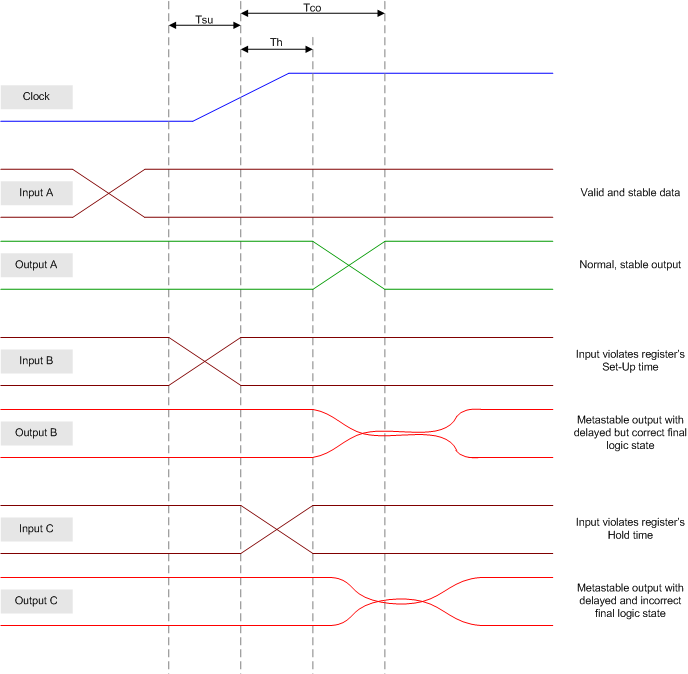 Tco
Tsu
Th
Clock
Input A
Valid and stable data
Output A
Normal, stable output
Input B
Input violates register's
Set-Up time
Output B
Metastable output with
delayed but correct final
logic state
Input C
Input violates register's
Hold time
Output C
Metastable output with
delayed and incorrect
final logic state